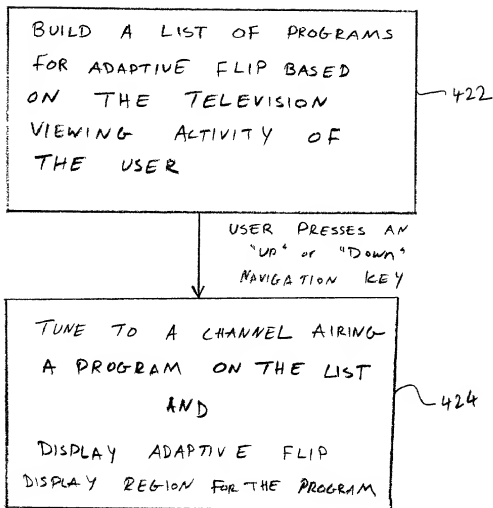 BUILD A LIST OF PROGRAMS
FOR ADAPTIVE FLIP BASED
ON THE TELEVISION
VIEWING ACTIVITY OF
THE USER
422
USER PRESSES AN
"UP" or "DOWN"
NAVIGATION KEY
TUNE TO A CHANNEL AIRING
A PROGRAM ON THE LIST
AND
424
DISPLAY ADAPTIVE FLIP
DISPLAY REGION FOR THE PROGRAM